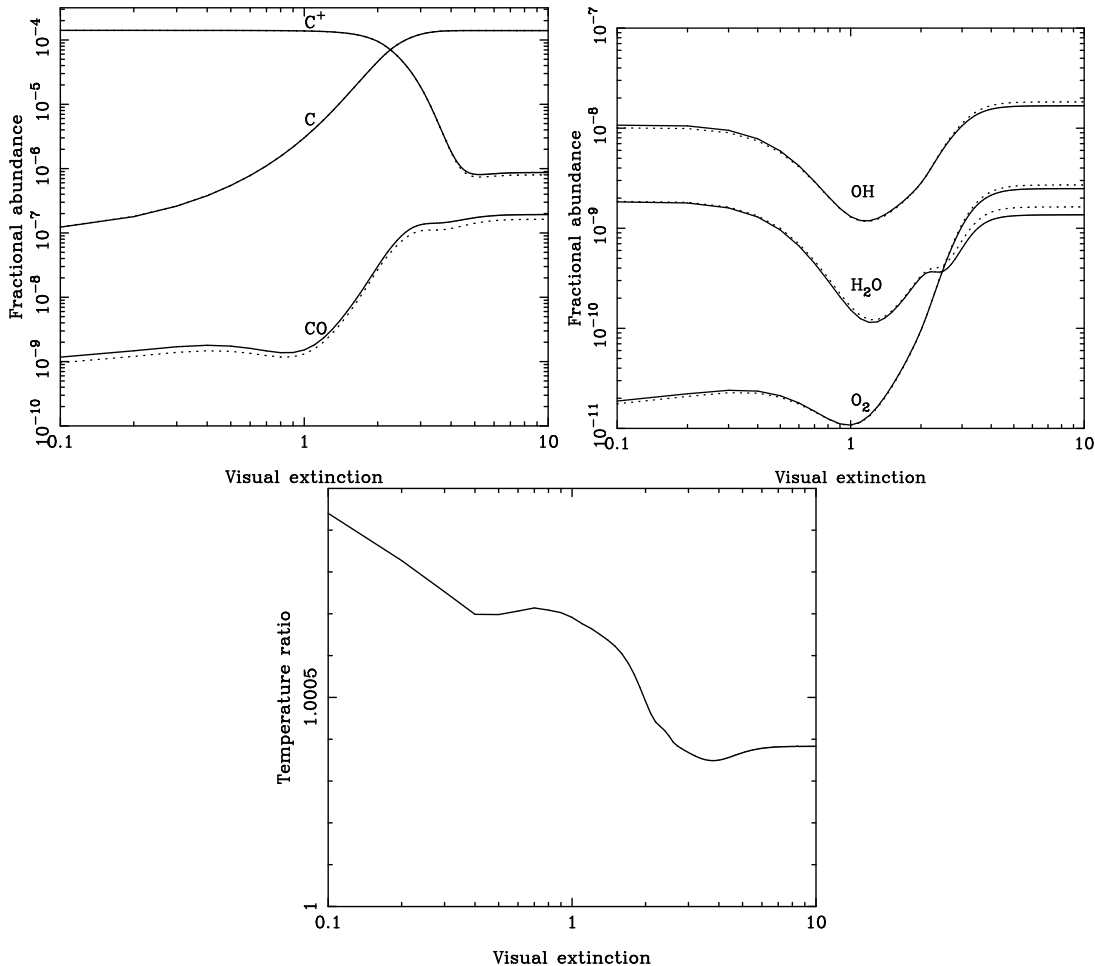 Fractional abundance
10⁻⁴
10⁻⁵
10⁻⁶
10⁻⁷
10⁻⁸
10⁻⁹
10⁻¹⁰
C⁺
C
CO
0.1
1
10
Visual extinction
Fractional abundance
10⁻⁷
10⁻⁸
10⁻⁹
10⁻¹⁰
10⁻¹¹
OH
H₂O
O₂
0.1
1
10
Visual extinction
Temperature ratio
1.0005
1
0.1
1
10
Visual extinction